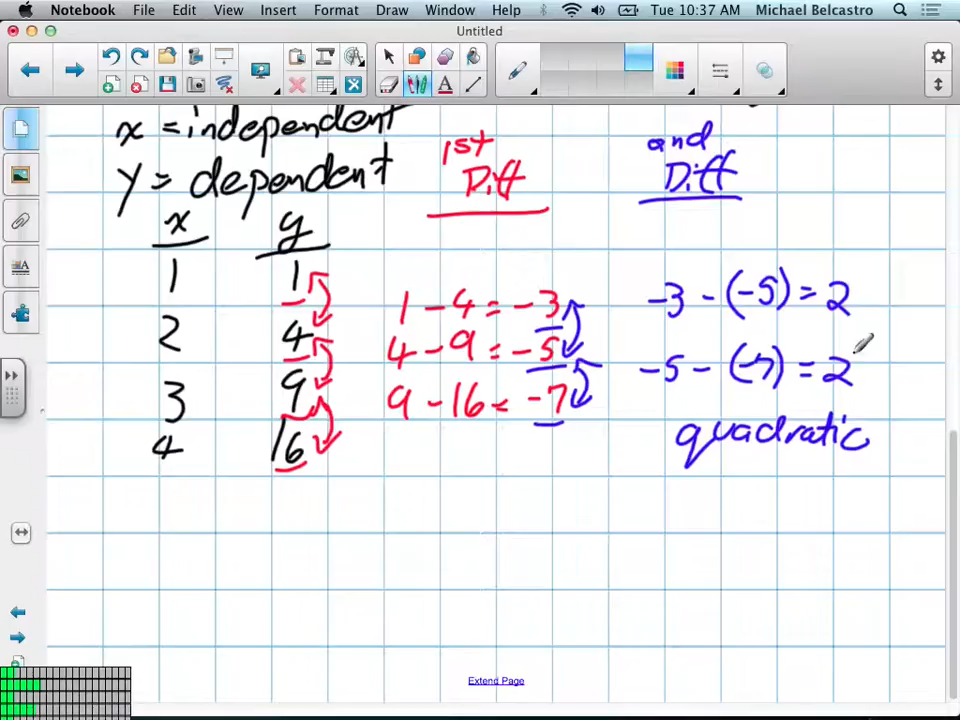 Notebook File Edit View Insert Format Draw Window Help Tue 10:37 AM Michael Belcastro
Untitled
x = independent
y = dependent
1st Diff
and Diff
x y
1 1
2 4
3 9
4 16
1 - 4 = -3
4 - 9 = -5
9 - 16 = -7
-3 - (-5) = 2
-5 - (-7) = 2
quadratic
Extend Page